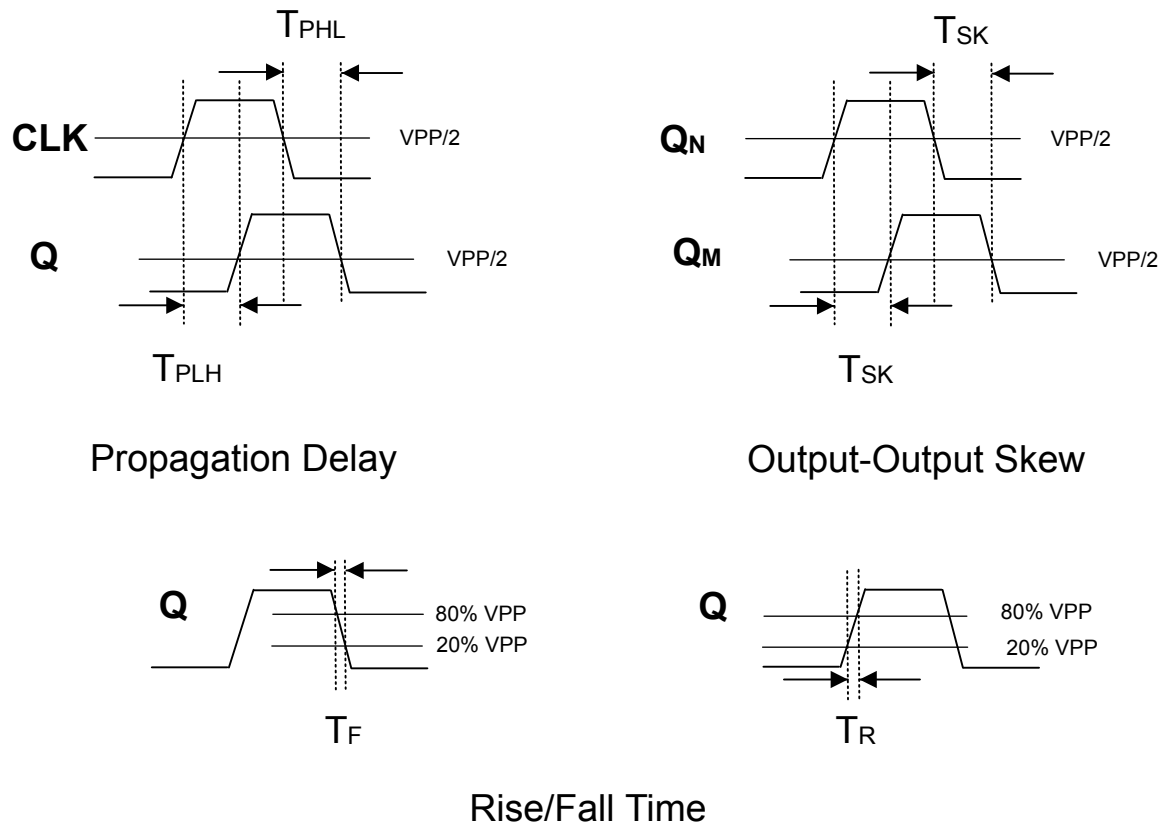 TPHL
CLK
VPP/2
Q
VPP/2
TPLH
Propagation Delay
TSK
QN
VPP/2
QM
VPP/2
TSK
Output-Output Skew
Q
80% VPP
20% VPP
TF
Q
80% VPP
20% VPP
TR
Rise/Fall Time